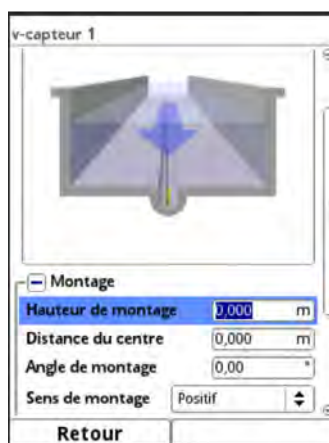 v-capteur 1
Montage
Hauteur de montage 0,000 m
Distance du centre 0,000 m
Angle de montage 0,00 °
Sens de montage Positif
Retour